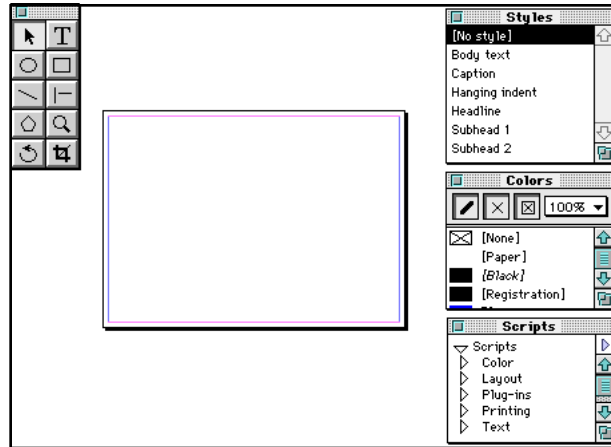 T
Styles
[No style]
Body text
Caption
Hanging indent
Headline
Subhead 1
Subhead 2
Colors
100%
[None]
[Paper]
[Black]
[Registration]
Scripts
Scripts
Color
Layout
Plug-ins
Printing
Text